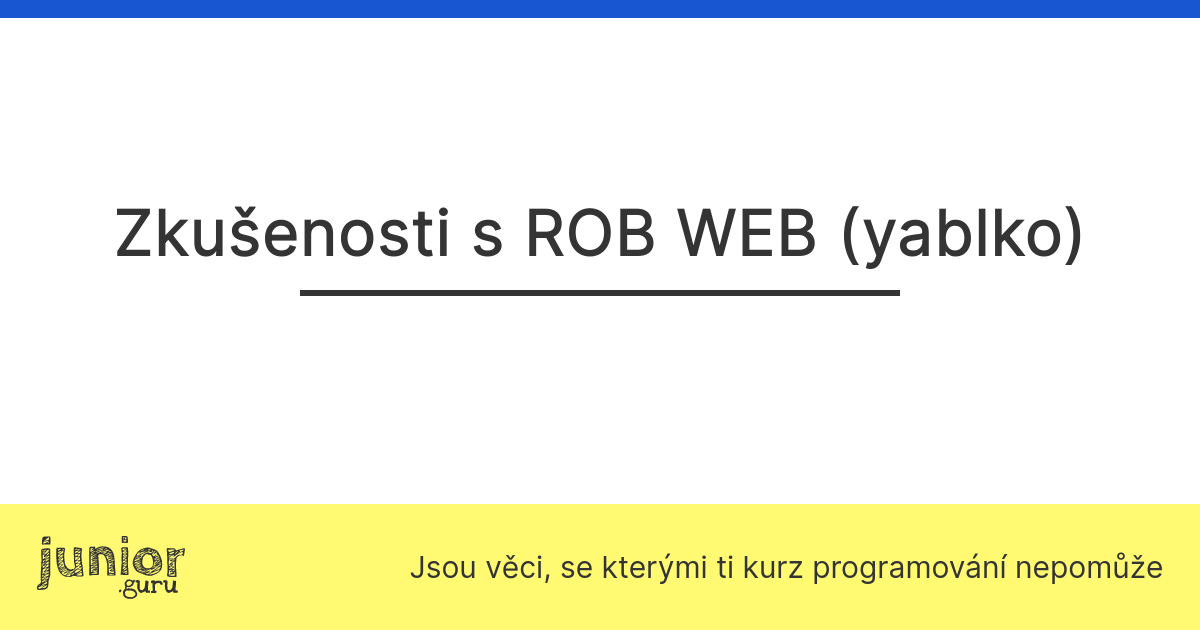 Zkušenosti s ROB WEB (yablko)
junior
.guru
Jsou věci, se kterými ti kurz programování nepomůže